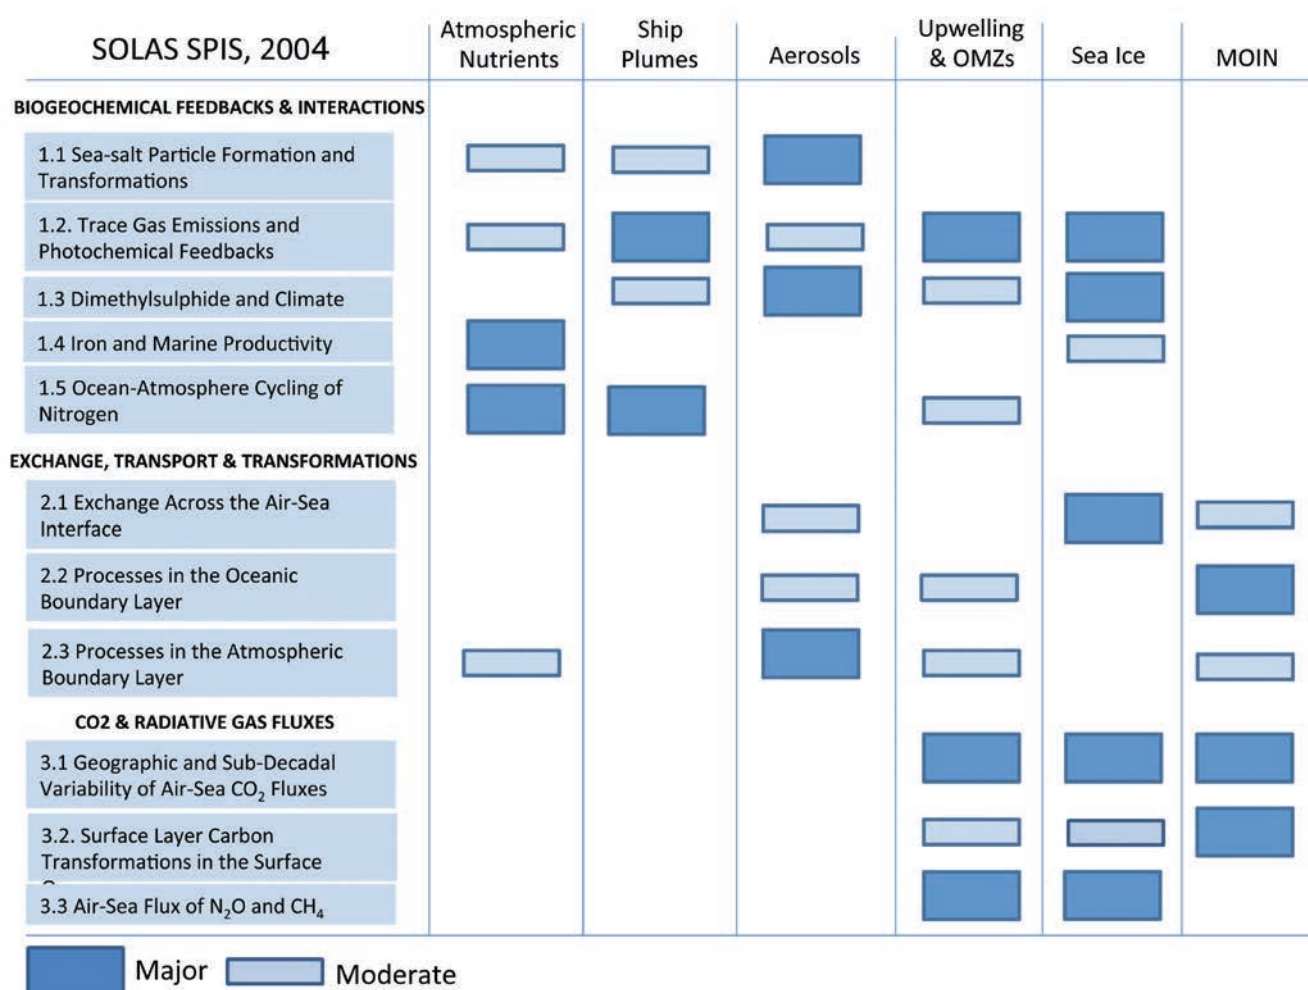 SOLAS SPIS, 2004
Atmospheric
Nutrients
Ship
Plumes
Aerosols
Upwelling
& OMZs
Sea Ice
MOIN
BIOGEOCHEMICAL FEEDBACKS & INTERACTIONS
1.1 Sea-salt Particle Formation and
Transformations
1.2. Trace Gas Emissions and
Photochemical Feedbacks
1.3 Dimethylsulphide and Climate
1.4 Iron and Marine Productivity
1.5 Ocean-Atmosphere Cycling of
Nitrogen
EXCHANGE, TRANSPORT & TRANSFORMATIONS
2.1 Exchange Across the Air-Sea
Interface
2.2 Processes in the Oceanic
Boundary Layer
2.3 Processes in the Atmospheric
Boundary Layer
CO2 & RADIATIVE GAS FLUXES
3.1 Geographic and Sub-Decadal
Variability of Air-Sea CO₂ Fluxes
3.2. Surface Layer Carbon
Transformations in the Surface
3.3 Air-Sea Flux of N₂O and CH₄
Major
Moderate